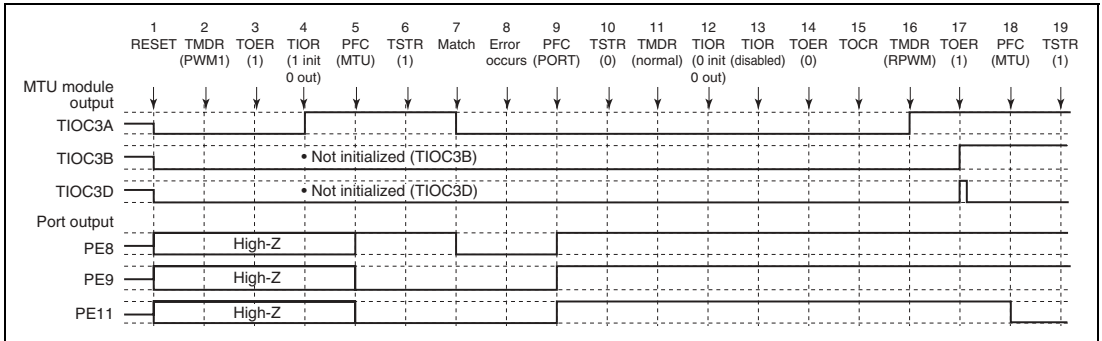 1 2 3 4 5 6 7 8 9 10 11 12 13 14 15 16 17 18 19
RESET TMDR TOER TIOR PFC TSTR Match Error PFC TSTR TMDR TIOR TIOR TOER TOCR TMDR TOER PFC TSTR
(PWM1) (1) (1 init (MTU) (1) occurs (PORT) (0) (normal) (0 init (disabled) (0) (RPWM) (1) (MTU) (1)
0 out) 0 out)
MTU module
output
TIOC3A
TIOC3B • Not initialized (TIOC3B)
TIOC3D • Not initialized (TIOC3D)
Port output
PE8 High-Z
PE9 High-Z
PE11 High-Z